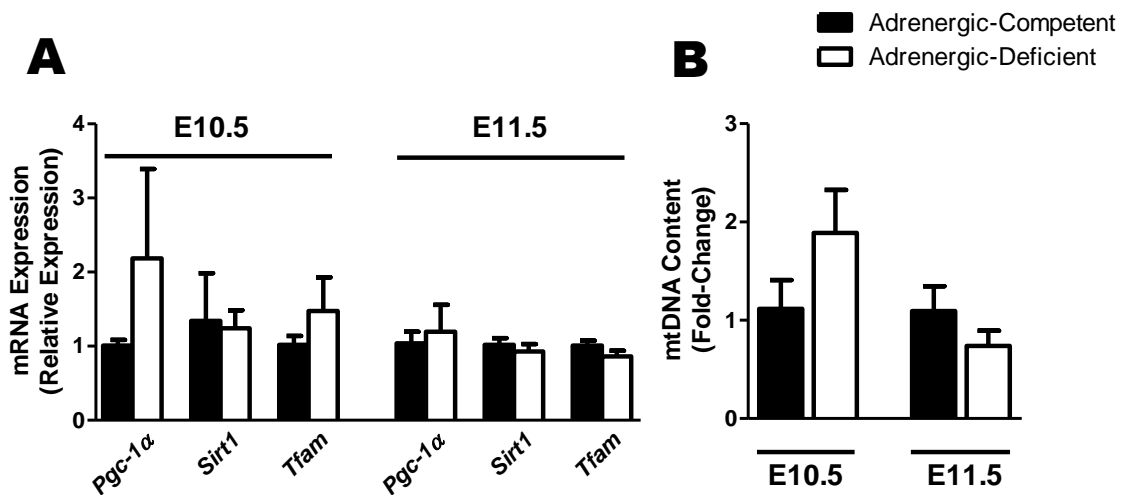 Adrenergic-Competent
Adrenergic-Deficient
A
mRNA Expression
(Relative Expression)
4
3
2
1
0
E10.5
E11.5
Pgc-1α
Sirt1
Tfam
Pgc-1α
Sirt1
Tfam
B
mtDNA Content
(Fold-Change)
3
2
1
0
E10.5
E11.5